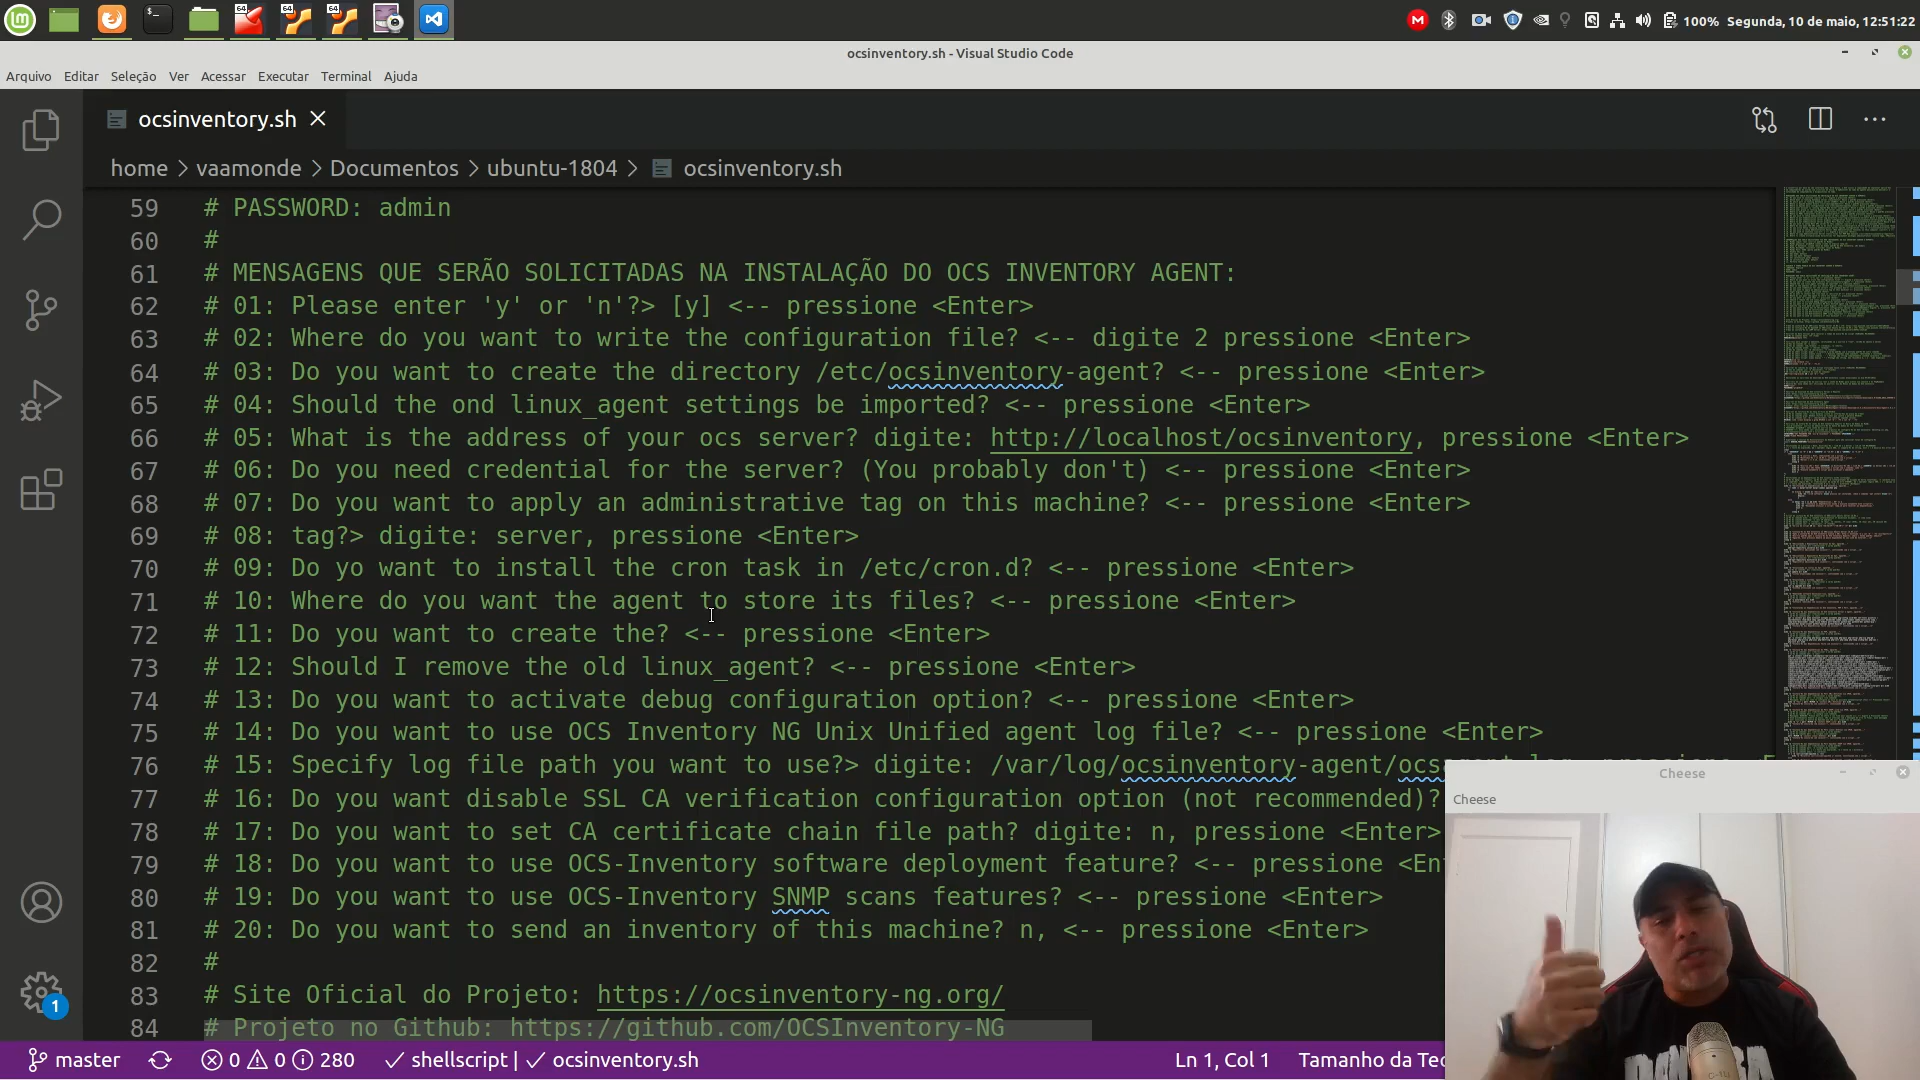 100% Segunda, 10 de maio, 12:51:22
ocsinventory.sh - Visual Studio Code
Arquivo Editar Seleção Ver Acessar Executar Terminal Ajuda
ocsinventory.sh
home > vaamonde > Documentos > ubuntu-1804 > ocsinventory.sh
59 # PASSWORD: admin
60 #
61 # MENSAGENS QUE SERÃO SOLICITADAS NA INSTALAÇÃO DO OCS INVENTORY AGENT:
62 # 01: Please enter 'y' or 'n'?> [y] <-- pressione <Enter>
63 # 02: Where do you want to write the configuration file? <-- digite 2 pressione <Enter>
64 # 03: Do you want to create the directory /etc/ocsinventory-agent? <-- pressione <Enter>
65 # 04: Should the ond linux_agent settings be imported? <-- pressione <Enter>
66 # 05: What is the address of your ocs server? digite: http://localhost/ocsinventory, pressione <Enter>
67 # 06: Do you need credential for the server? (You probably don't) <-- pressione <Enter>
68 # 07: Do you want to apply an administrative tag on this machine? <-- pressione <Enter>
69 # 08: tag?> digite: server, pressione <Enter>
70 # 09: Do yo want to install the cron task in /etc/cron.d? <-- pressione <Enter>
71 # 10: Where do you want the agent to store its files? <-- pressione <Enter>
72 # 11: Do you want to create the? <-- pressione <Enter>
73 # 12: Should I remove the old linux_agent? <-- pressione <Enter>
74 # 13: Do you want to activate debug configuration option? <-- pressione <Enter>
75 # 14: Do you want to use OCS Inventory NG Unix Unified agent log file? <-- pressione <Enter>
76 # 15: Specify log file path you want to use?> digite: /var/log/ocsinventory-agent/ocs
77 # 16: Do you want disable SSL CA verification configuration option (not recommended)?
78 # 17: Do you want to set CA certificate chain file path? digite: n, pressione <Enter>
79 # 18: Do you want to use OCS-Inventory software deployment feature? <-- pressione <En
80 # 19: Do you want to use OCS-Inventory SNMP scans features? <-- pressione <Enter>
81 # 20: Do you want to send an inventory of this machine? n, <-- pressione <Enter>
82 #
83 # Site Oficial do Projeto: https://ocsinventory-ng.org/
84 # Projeto no Github: https://github.com/OCSInventory-NG
Cheese
Cheese
1
master 0 0 280 shellscript | ocsinventory.sh Ln 1, Col 1 Tamanho da Tec